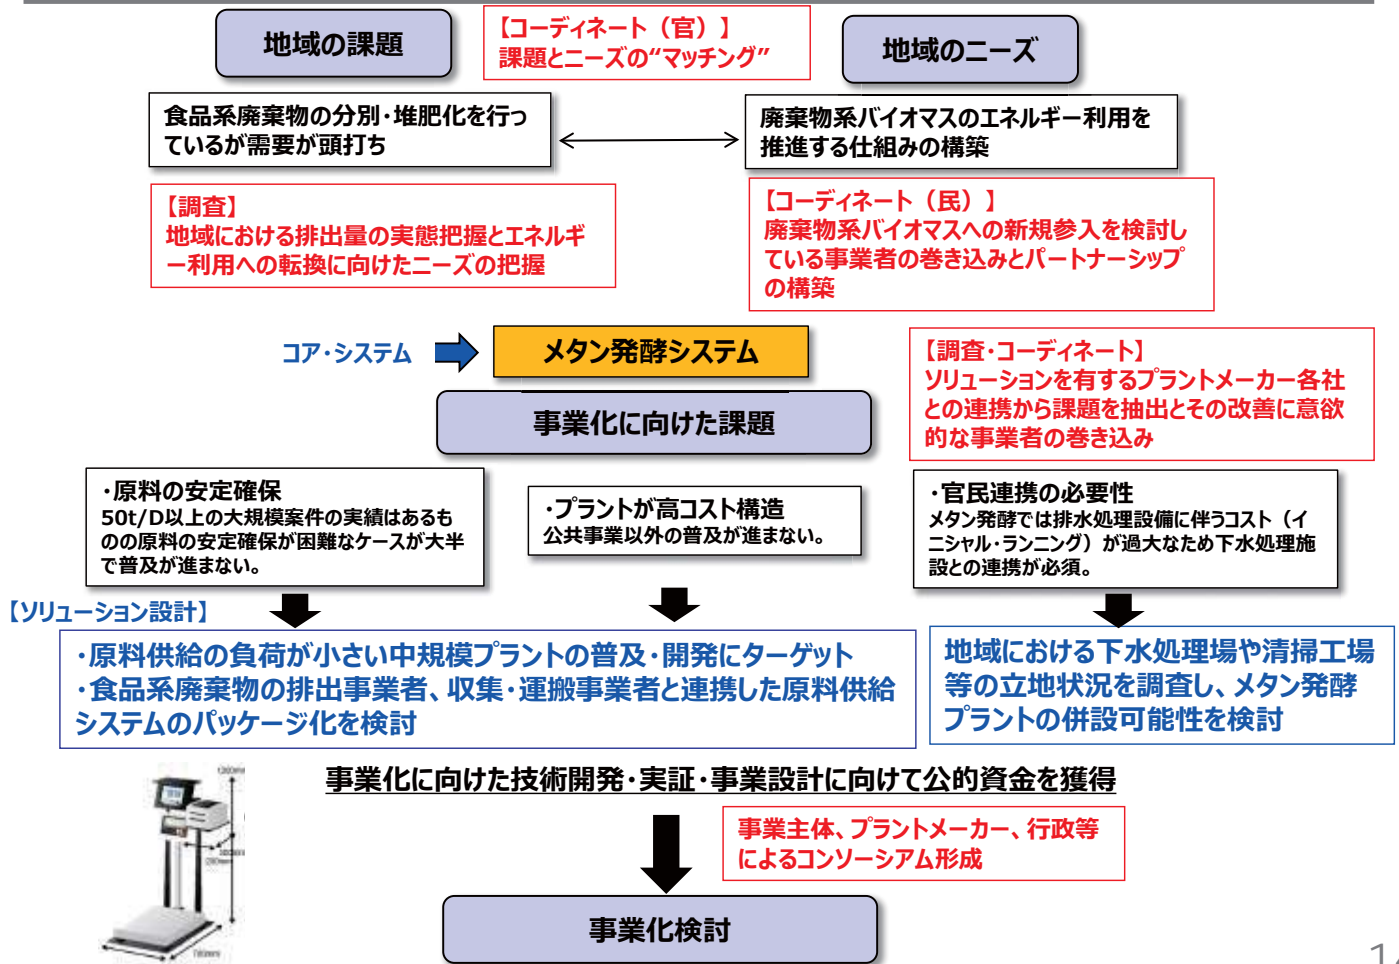 地域の課題
【コーディネート（官）】
課題とニーズの“マッチング”
地域のニーズ
食品系廃棄物の分別・堆肥化を行っ
ているが需要が頭打ち
廃棄物系バイオマスのエネルギー利用を
推進する仕組みの構築
【調査】
地域における排出量の実態把握とエネルギ
ー利用への転換に向けたニーズの把握
【コーディネート（民）】
廃棄物系バイオマスへの新規参入を検討し
ている事業者の巻き込みとパートナーシップ
の構築
コア・システム
メタン発酵システム
事業化に向けた課題
【調査・コーディネート】
ソリューションを有するプラントメーカー各社
との連携から課題を抽出とその改善に意欲
的な事業者の巻き込み
・原料の安定確保
50t/D以上の大規模案件の実績はあるも
のの原料の安定確保が困難なケースが大半
で普及が進まない。
・プラントが高コスト構造
公共事業以外の普及が進まない。
・官民連携の必要性
メタン発酵では排水処理設備に伴うコスト（イ
ニシャル・ランニング）が過大なため下水処理施
設との連携が必須。
【ソリューション設計】
・原料供給の負荷が小さい中規模プラントの普及・開発にターゲット
・食品系廃棄物の排出事業者、収集・運搬事業者と連携した原料供給
システムのパッケージ化を検討
地域における下水処理場や清掃工場
等の立地状況を調査し、メタン発酵
プラントの併設可能性を検討
事業化に向けた技術開発・実証・事業設計に向けて公的資金を獲得
事業主体、プラントメーカー、行政等
によるコンソーシアム形成
事業化検討